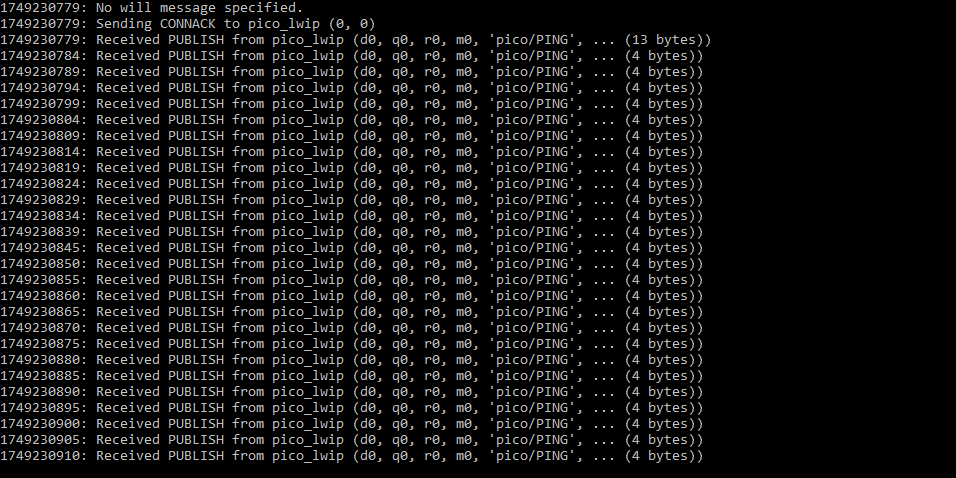 1749230779: No will message specified.
1749230779: Sending CONNACK to pico_lwip (0, 0)
1749230779: Received PUBLISH from pico_lwip (d0, q0, r0, m0, 'pico/PING', ... (13 bytes))
1749230784: Received PUBLISH from pico_lwip (d0, q0, r0, m0, 'pico/PING', ... (4 bytes))
1749230789: Received PUBLISH from pico_lwip (d0, q0, r0, m0, 'pico/PING', ... (4 bytes))
1749230794: Received PUBLISH from pico_lwip (d0, q0, r0, m0, 'pico/PING', ... (4 bytes))
1749230799: Received PUBLISH from pico_lwip (d0, q0, r0, m0, 'pico/PING', ... (4 bytes))
1749230804: Received PUBLISH from pico_lwip (d0, q0, r0, m0, 'pico/PING', ... (4 bytes))
1749230809: Received PUBLISH from pico_lwip (d0, q0, r0, m0, 'pico/PING', ... (4 bytes))
1749230814: Received PUBLISH from pico_lwip (d0, q0, r0, m0, 'pico/PING', ... (4 bytes))
1749230819: Received PUBLISH from pico_lwip (d0, q0, r0, m0, 'pico/PING', ... (4 bytes))
1749230824: Received PUBLISH from pico_lwip (d0, q0, r0, m0, 'pico/PING', ... (4 bytes))
1749230829: Received PUBLISH from pico_lwip (d0, q0, r0, m0, 'pico/PING', ... (4 bytes))
1749230834: Received PUBLISH from pico_lwip (d0, q0, r0, m0, 'pico/PING', ... (4 bytes))
1749230839: Received PUBLISH from pico_lwip (d0, q0, r0, m0, 'pico/PING', ... (4 bytes))
1749230845: Received PUBLISH from pico_lwip (d0, q0, r0, m0, 'pico/PING', ... (4 bytes))
1749230850: Received PUBLISH from pico_lwip (d0, q0, r0, m0, 'pico/PING', ... (4 bytes))
1749230855: Received PUBLISH from pico_lwip (d0, q0, r0, m0, 'pico/PING', ... (4 bytes))
1749230860: Received PUBLISH from pico_lwip (d0, q0, r0, m0, 'pico/PING', ... (4 bytes))
1749230865: Received PUBLISH from pico_lwip (d0, q0, r0, m0, 'pico/PING', ... (4 bytes))
1749230870: Received PUBLISH from pico_lwip (d0, q0, r0, m0, 'pico/PING', ... (4 bytes))
1749230875: Received PUBLISH from pico_lwip (d0, q0, r0, m0, 'pico/PING', ... (4 bytes))
1749230880: Received PUBLISH from pico_lwip (d0, q0, r0, m0, 'pico/PING', ... (4 bytes))
1749230885: Received PUBLISH from pico_lwip (d0, q0, r0, m0, 'pico/PING', ... (4 bytes))
1749230890: Received PUBLISH from pico_lwip (d0, q0, r0, m0, 'pico/PING', ... (4 bytes))
1749230895: Received PUBLISH from pico_lwip (d0, q0, r0, m0, 'pico/PING', ... (4 bytes))
1749230900: Received PUBLISH from pico_lwip (d0, q0, r0, m0, 'pico/PING', ... (4 bytes))
1749230905: Received PUBLISH from pico_lwip (d0, q0, r0, m0, 'pico/PING', ... (4 bytes))
1749230910: Received PUBLISH from pico_lwip (d0, q0, r0, m0, 'pico/PING', ... (4 bytes))